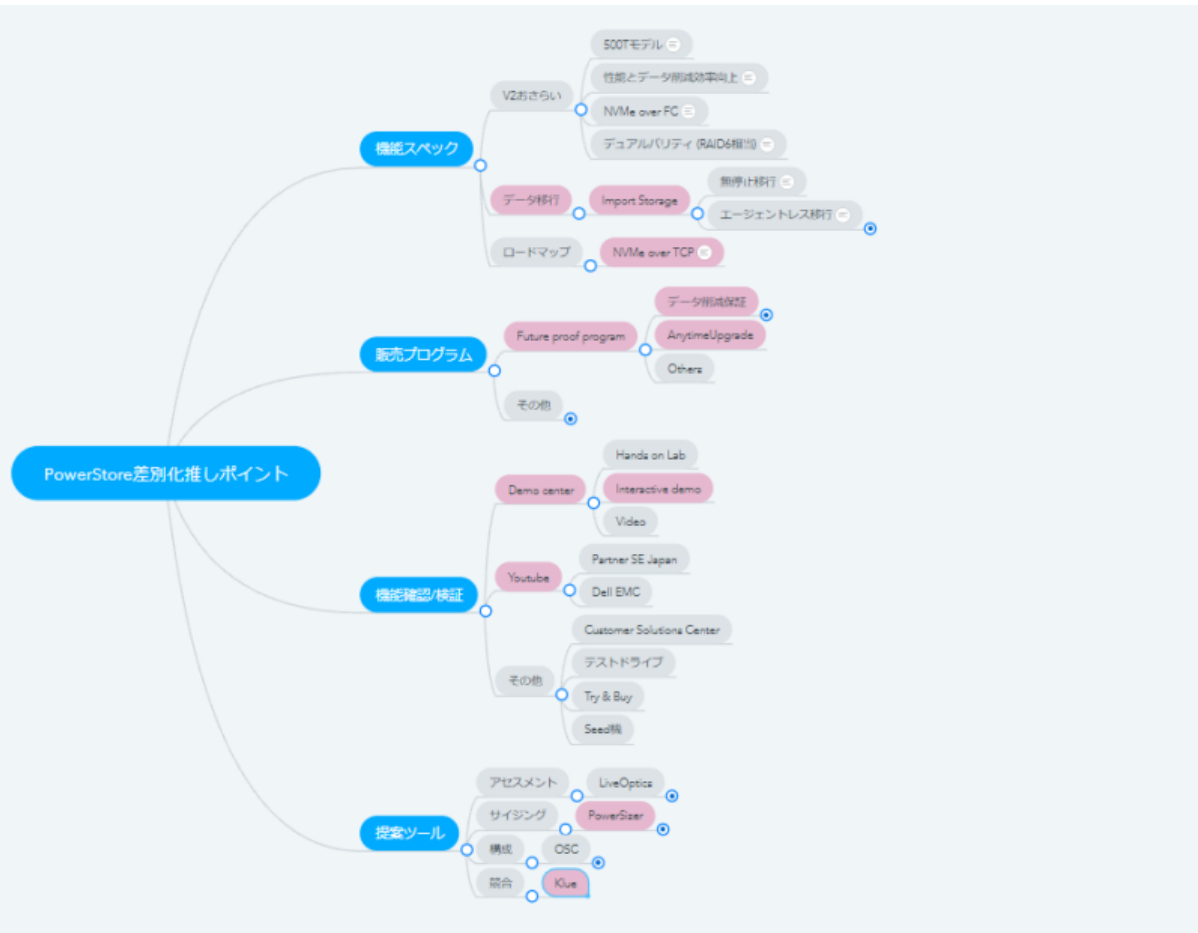 PowerStore差別化推しポイント
機能スペック
V2おさらい
500Tモデル
性能とデータ削減効率向上
NVMe over FC
デュアルパリティ (RAID6相当)
データ移行
Import Storage
無停止移行
エージェントレス移行
ロードマップ
NVMe over TCP
販売プログラム
Future proof program
データ削減保証
AnytimeUpgrade
Others
その他
機能確認/検証
Demo center
Hands on Lab
Interactive demo
Video
Youtube
Partner SE Japan
Dell EMC
その他
Customer Solutions Center
テストドライブ
Try & Buy
Seed機
提案ツール
アセスメント
LiveOptics
サイジング
PowerSizer
構成
OSC
競合
Klue